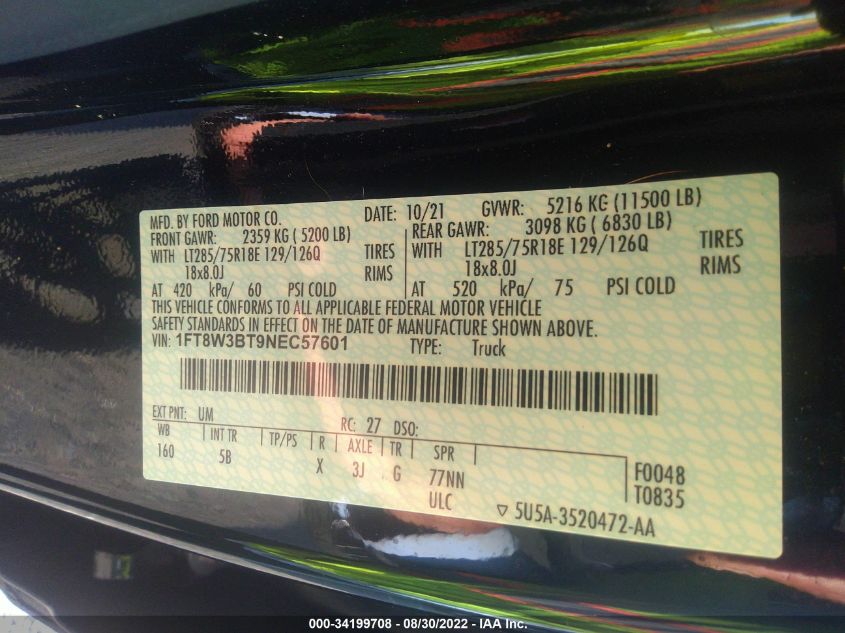 MFD. BY FORD MOTOR CO. DATE: 10/21 GVWR: 5216 KG (11500 LB)
FRONT GAWR: 2359 KG ( 5200 LB) REAR GAWR: 3098 KG ( 6830 LB)
WITH LT285/75R18E 129/126Q TIRES WITH LT285/75R18E 129/126Q TIRES
18x8.0J RIMS 18x8.0J RIMS
AT 420 kPa/ 60 PSI COLD AT 520 kPa/ 75 PSI COLD
THIS VEHICLE CONFORMS TO ALL APPLICABLE FEDERAL MOTOR VEHICLE
SAFETY STANDARDS IN EFFECT ON THE DATE OF MANUFACTURE SHOWN ABOVE.
VIN: 1FT8W3BT9NEC57601 TYPE: Truck
EXT PNT: UM RC: 27 DSO:
WB INT TR TP/PS R AXLE TR SPR
160 5B X 3J G 77NN F0048
ULC T0835
5U5A-3520472-AA
000-34199708 - 08/30/2022 - IAA Inc.